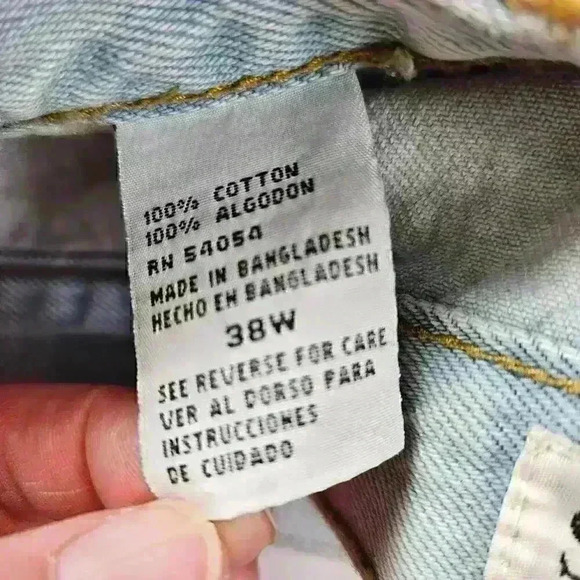 100% COTTON
100% ALGODON
RN 54054
MADE IN BANGLADESH
HECHO EN BANGLADESH
38W
SEE REVERSE FOR CARE
VER AL DORSO PARA
INSTRUCCIONES
DE CUIDADO